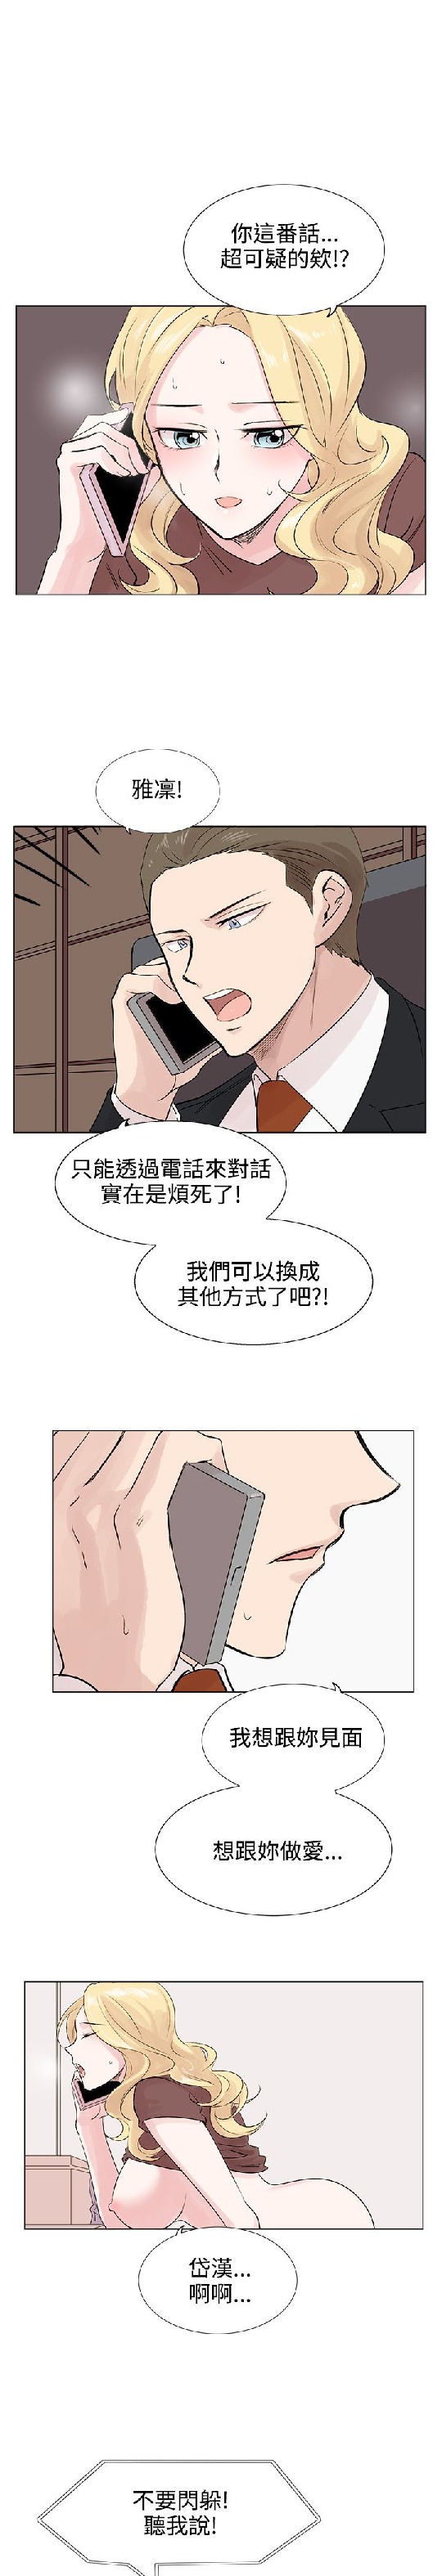 你這番話...
超可疑的欸!?
雅凜!
只能透過電話來對話
實在是煩死了!
我們可以換成
其他方式了吧?!
我想跟妳見面
想跟妳做愛...
岱漢...
啊啊...
不要閃躲!
聽我說!